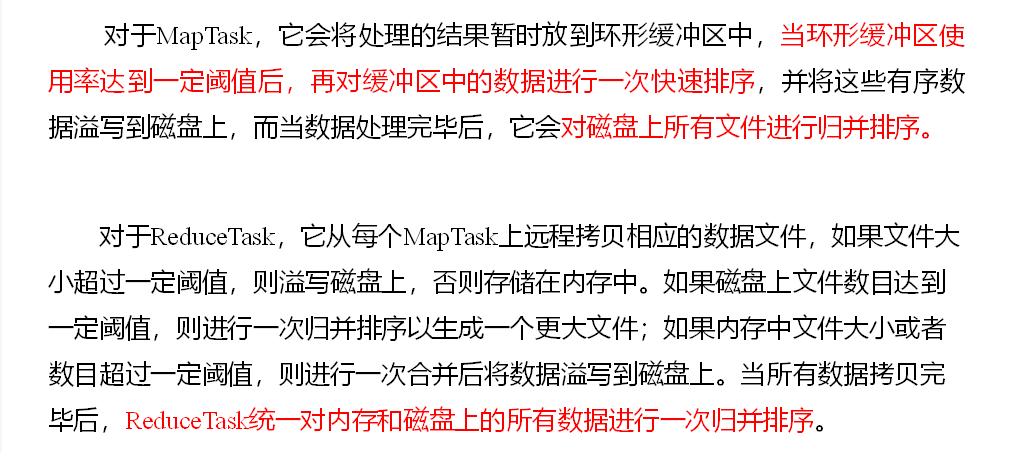 对于MapTask，它会将处理的结果暂时放到环形缓冲区中，当环形缓冲区使
用率达到一定阈值后，再对缓冲区中的数据进行一次快速排序，并将这些有序数
据溢写到磁盘上，而当数据处理完毕后，它会对磁盘上所有文件进行归并排序。
对于ReduceTask，它从每个MapTask上远程拷贝相应的数据文件，如果文件大
小超过一定阈值，则溢写磁盘上，否则存储在内存中。如果磁盘上文件数目达到
一定阈值，则进行一次归并排序以生成一个更大文件；如果内存中文件大小或者
数目超过一定阈值，则进行一次合并后将数据溢写到磁盘上。当所有数据拷贝完
毕后，ReduceTask统一对内存和磁盘上的所有数据进行一次归并排序。